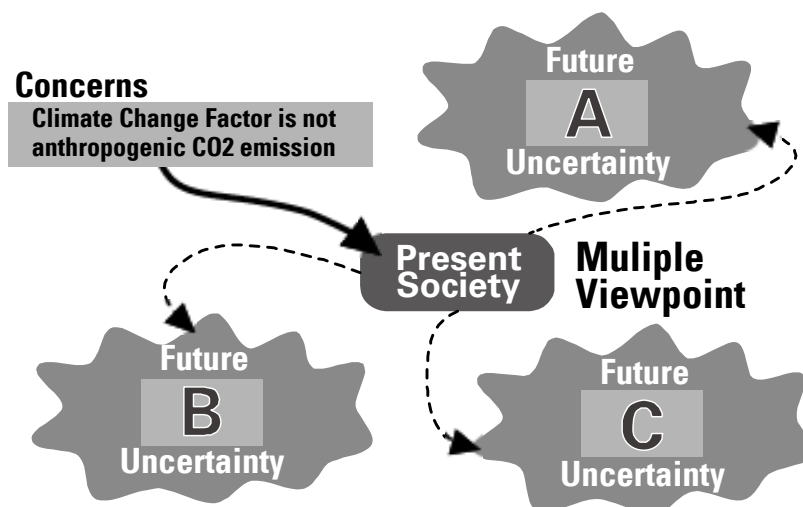 Concerns
Climate Change Factor is not
anthropogenic CO2 emission
Future
A
Uncertainty
Present
Society
Muliple
Viewpoint
Future
B
Uncertainty
Future
C
Uncertainty